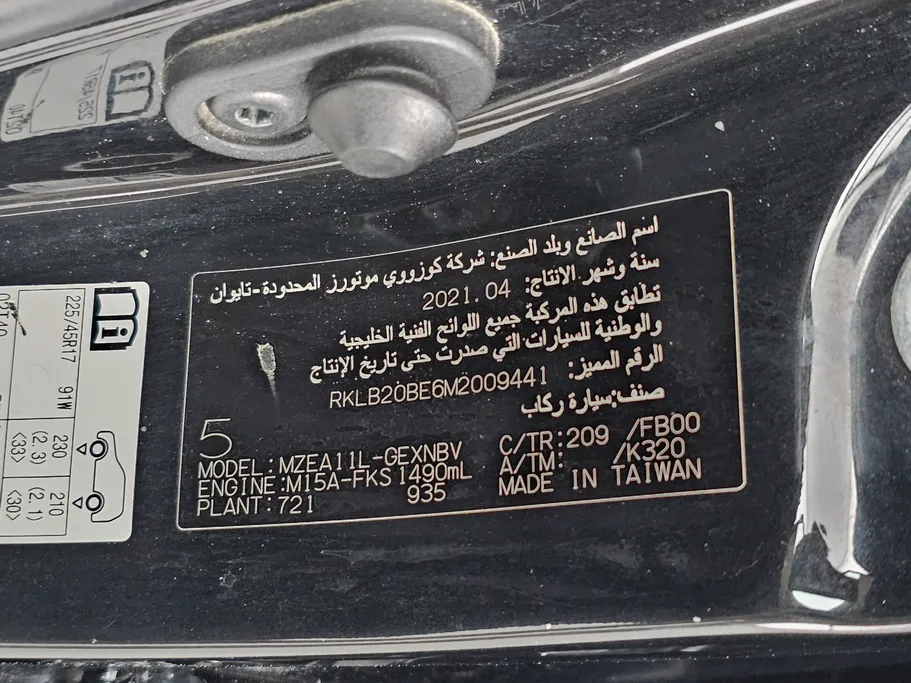 اسم الصانع وبلد الصنع: شركة كوزووي موتورز المحدودة-تايوان
سنة وشهر الانتاج: 2021.04
تطابق هذه المركبة جميع اللوائح الفنية الخليجية
والوطنية للسيارات التي صدرت حتى تاريخ الإنتاج
الرقم المميز: RKLB20BE6M2009441
صنف:سيارة ركاب
5
MODEL:MZEA11L-GEXNBV C/TR:209 /FB00
ENGINE:M15A-FKS 1490mL A/TM: /K320
PLANT:721 935 MADE IN TAIWAN
225/45R17 91W
230 (2.3) <33>
210 (2.1) <30>